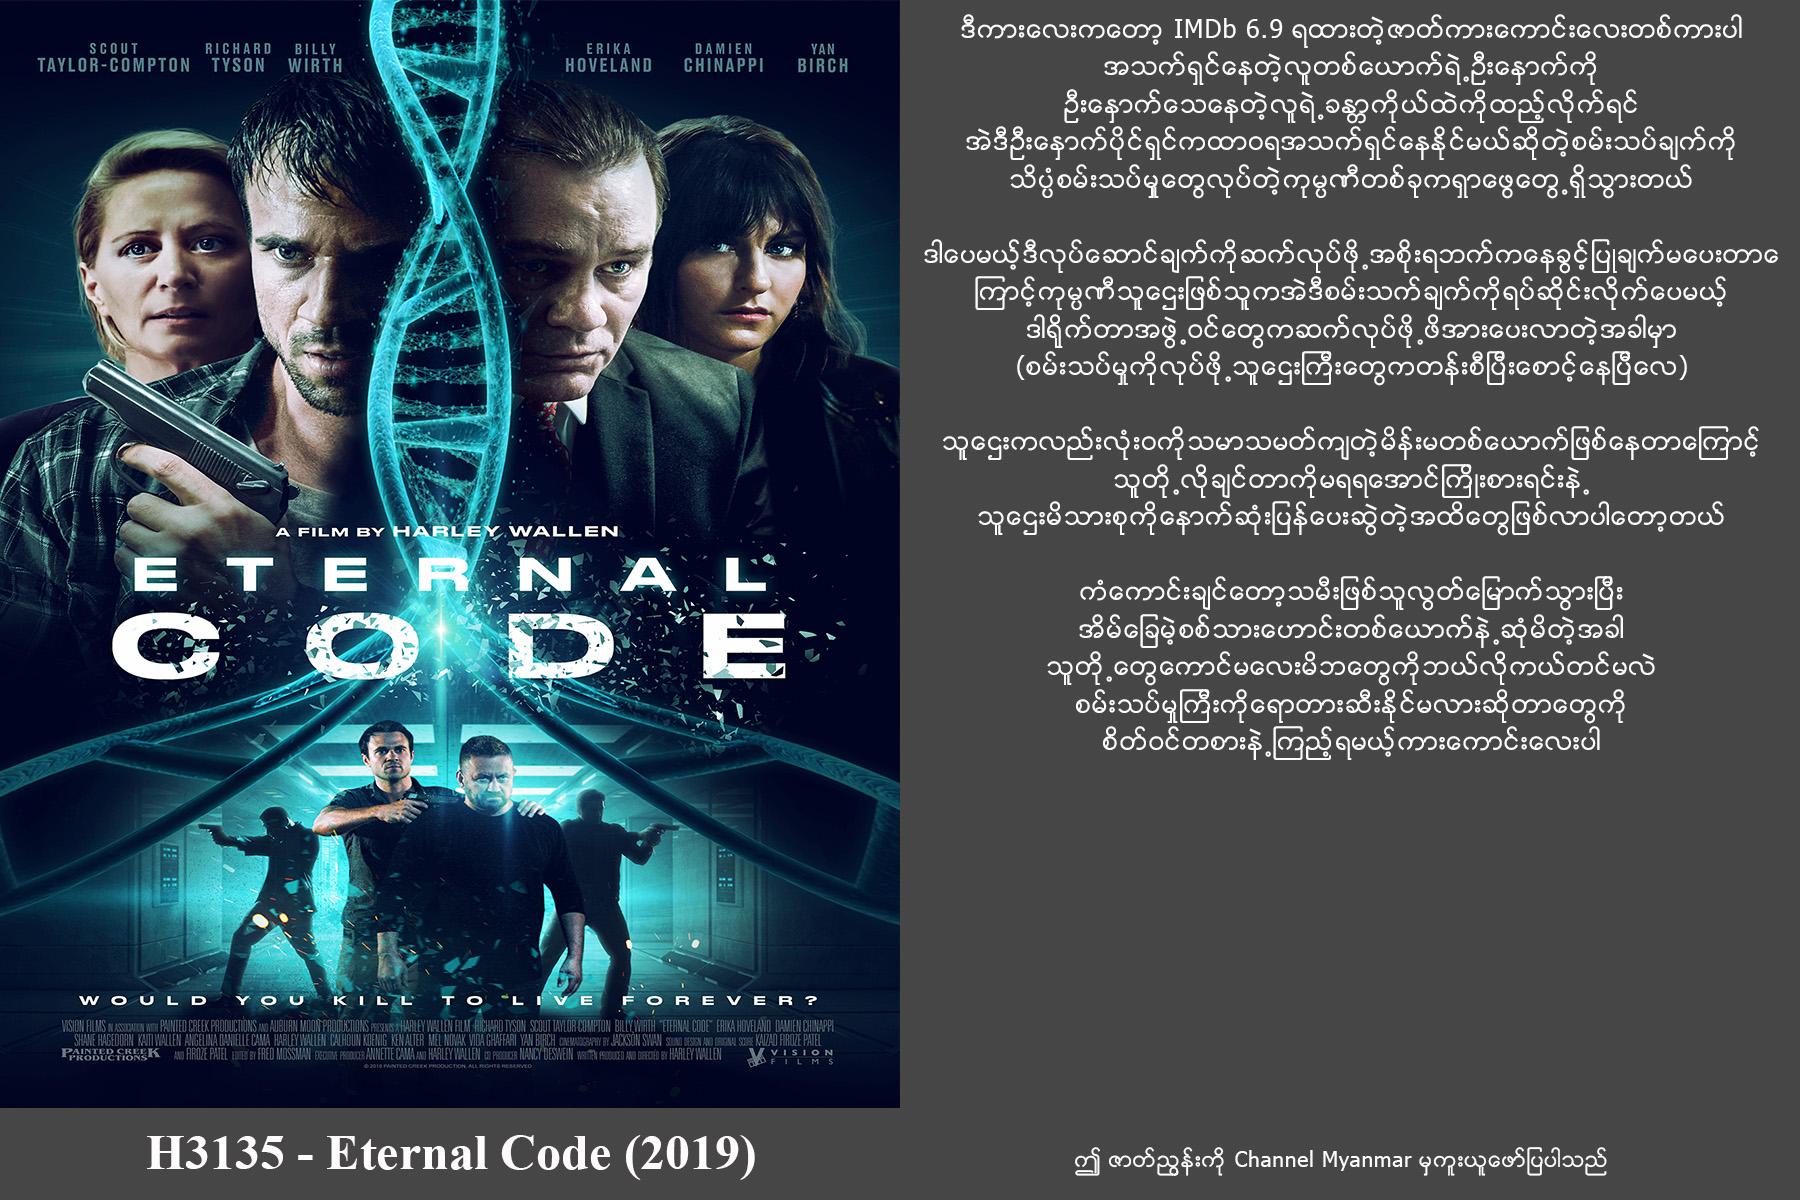 SCOUT TAYLOR-COMPTON
RICHARD TYSON
BILLY WIRTH
ERIKA HOVELAND
DAMIEN CHINAPPI
YAN BIRCH
A FILM BY HARLEY WALLEN
ETERNAL
CODE
WOULD YOU KILL TO LIVE FOREVER?
VISION FILMS IN ASSOCIATION WITH PAINTED CREEK PRODUCTIONS AND AUBURN MOON PRODUCTIONS PRESENTS A HARLEY WALLEN FILM RICHARD TYSON SCOUT TAYLOR-COMPTON BILLY WIRTH "ETERNAL CODE" ERIKA HOVELAND DAMIEN CHINAPPI
SHANE HAGEDORN KAITI WALLEN ANGELINA DANIELLE CAMA HARLEY WALLEN CALHOUN KOENIG KEN ALTER MEL NOVAK VIDA GHAFFARI YAN BIRCH CINEMATOGRAPHY BY JACKSON SWAN SOUND DESIGN AND ORIGINAL SCORE KAIZAD FIROZE PATEL
PAINTED CREEK PRODUCTIONS AND FIROZE PATEL EDITED BY FRED MOSSMAN EXECUTIVE PRODUCER ANNETTE CAMA AND HARLEY WALLEN CO PRODUCER NANCY OESWEIN WRITTEN PRODUCED AND DIRECTED BY HARLEY WALLEN VISION FILMS
© 2018 PAINTED CREEK PRODUCTION, ALL RIGHTS RESERVED
H3135 - Eternal Code (2019)
ဒီကားလေးကတော့ IMDb 6.9 ရထားတဲ့ဇာတ်ကားကောင်းလေးတစ်ကားပါ
အသက်ရှင်နေတဲ့လူတစ်ယောက်ရဲ့ဦးနှောက်ကို
ဦးနှောက်သေနေတဲ့လူရဲ့ခန္တာကိုယ်ထဲကိုထည့်လိုက်ရင်
အဲဒီဦးနှောက်ပိုင်ရှင်ကထာဝရအသက်ရှင်နေနိုင်မယ်ဆိုတဲ့စမ်းသပ်ချက်ကို
သိပ္ပံစမ်းသပ်မှုတွေလုပ်တဲ့ကုမ္ပဏီတစ်ခုကရှာဖွေတွေ့ရှိသွားတယ်
ဒါပေမယ့်ဒီလုပ်ဆောင်ချက်ကိုဆက်လုပ်ဖို့အစိုးရဘက်ကနေခွင့်ပြုချက်မပေးတာေ
ကြာင့်ကုမ္ပဏီသူဌေးဖြစ်သူကအဲဒီစမ်းသက်ချက်ကိုရပ်ဆိုင်းလိုက်ပေမယ့်
ဒါရိုက်တာအဖွဲ့ဝင်တွေကဆက်လုပ်ဖို့ဖိအားပေးလာတဲ့အခါမှာ
(စမ်းသပ်မှုကိုလုပ်ဖို့သူဌေးကြီးတွေကတန်းစီပြီးစောင့်နေပြီလေ)
သူဌေးကလည်းလုံးဝကိုသမာသမတ်ကျတဲ့မိန်းမတစ်ယောက်ဖြစ်နေတာကြောင့်
သူတို့လိုချင်တာကိုမရရအောင်ကြိုးစားရင်းနဲ့
သူဌေးမိသားစုကိုနောက်ဆုံးပြန်ပေးဆွဲတဲ့အထိတွေဖြစ်လာပါတော့တယ်
ကံကောင်းချင်တော့သမီးဖြစ်သူလွတ်မြောက်သွားပြီး
အိမ်ခြေမဲ့စစ်သားဟောင်းတစ်ယောက်နဲ့ဆုံမိတဲ့အခါ
သူတို့တွေကောင်မလေးမိဘတွေကိုဘယ်လိုကယ်တင်မလဲ
စမ်းသပ်မှုကြီးကိုရောတားဆီးနိုင်မလားဆိုတာတွေကို
စိတ်ဝင်တစားနဲ့ကြည့်ရမယ့်ကားကောင်းလေးပါ
ဤ ဇာတ်ညွှန်းကို Channel Myanmar မှကူးယူဖော်ပြပါသည်